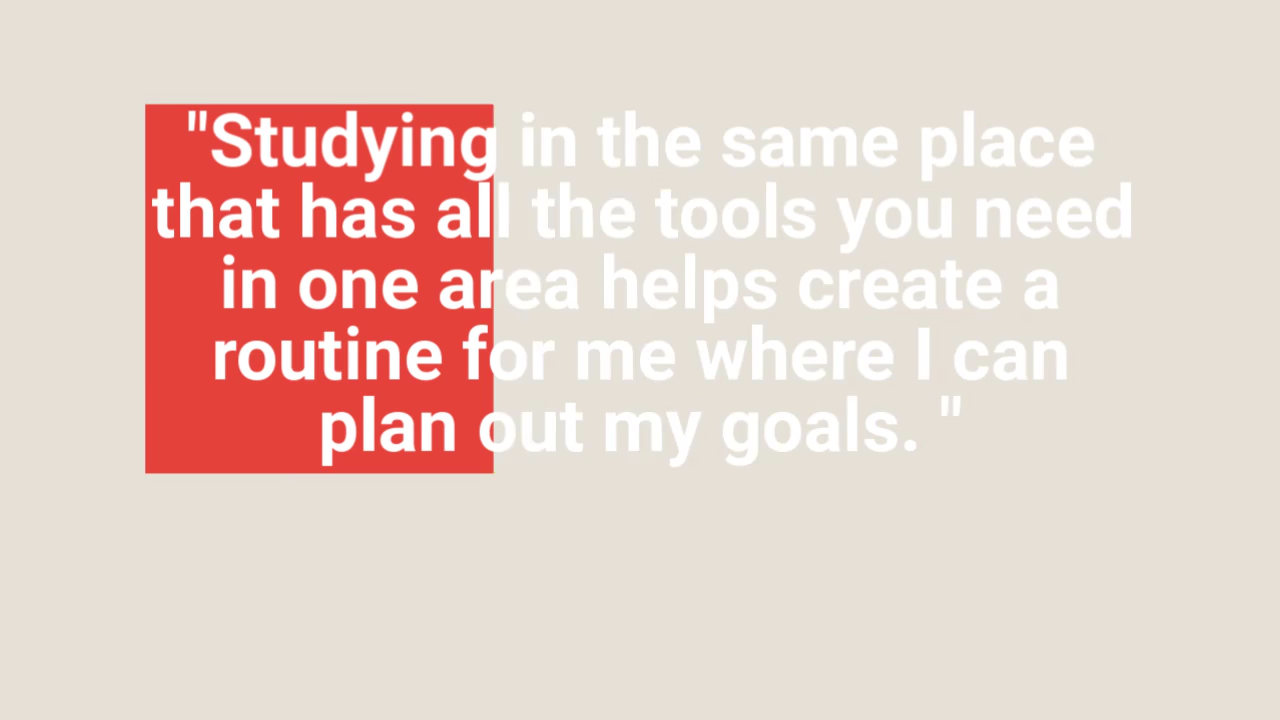 "Studying in the same place
that has all the tools you need
in one area helps create a
routine for me where I can
plan out my goals. "